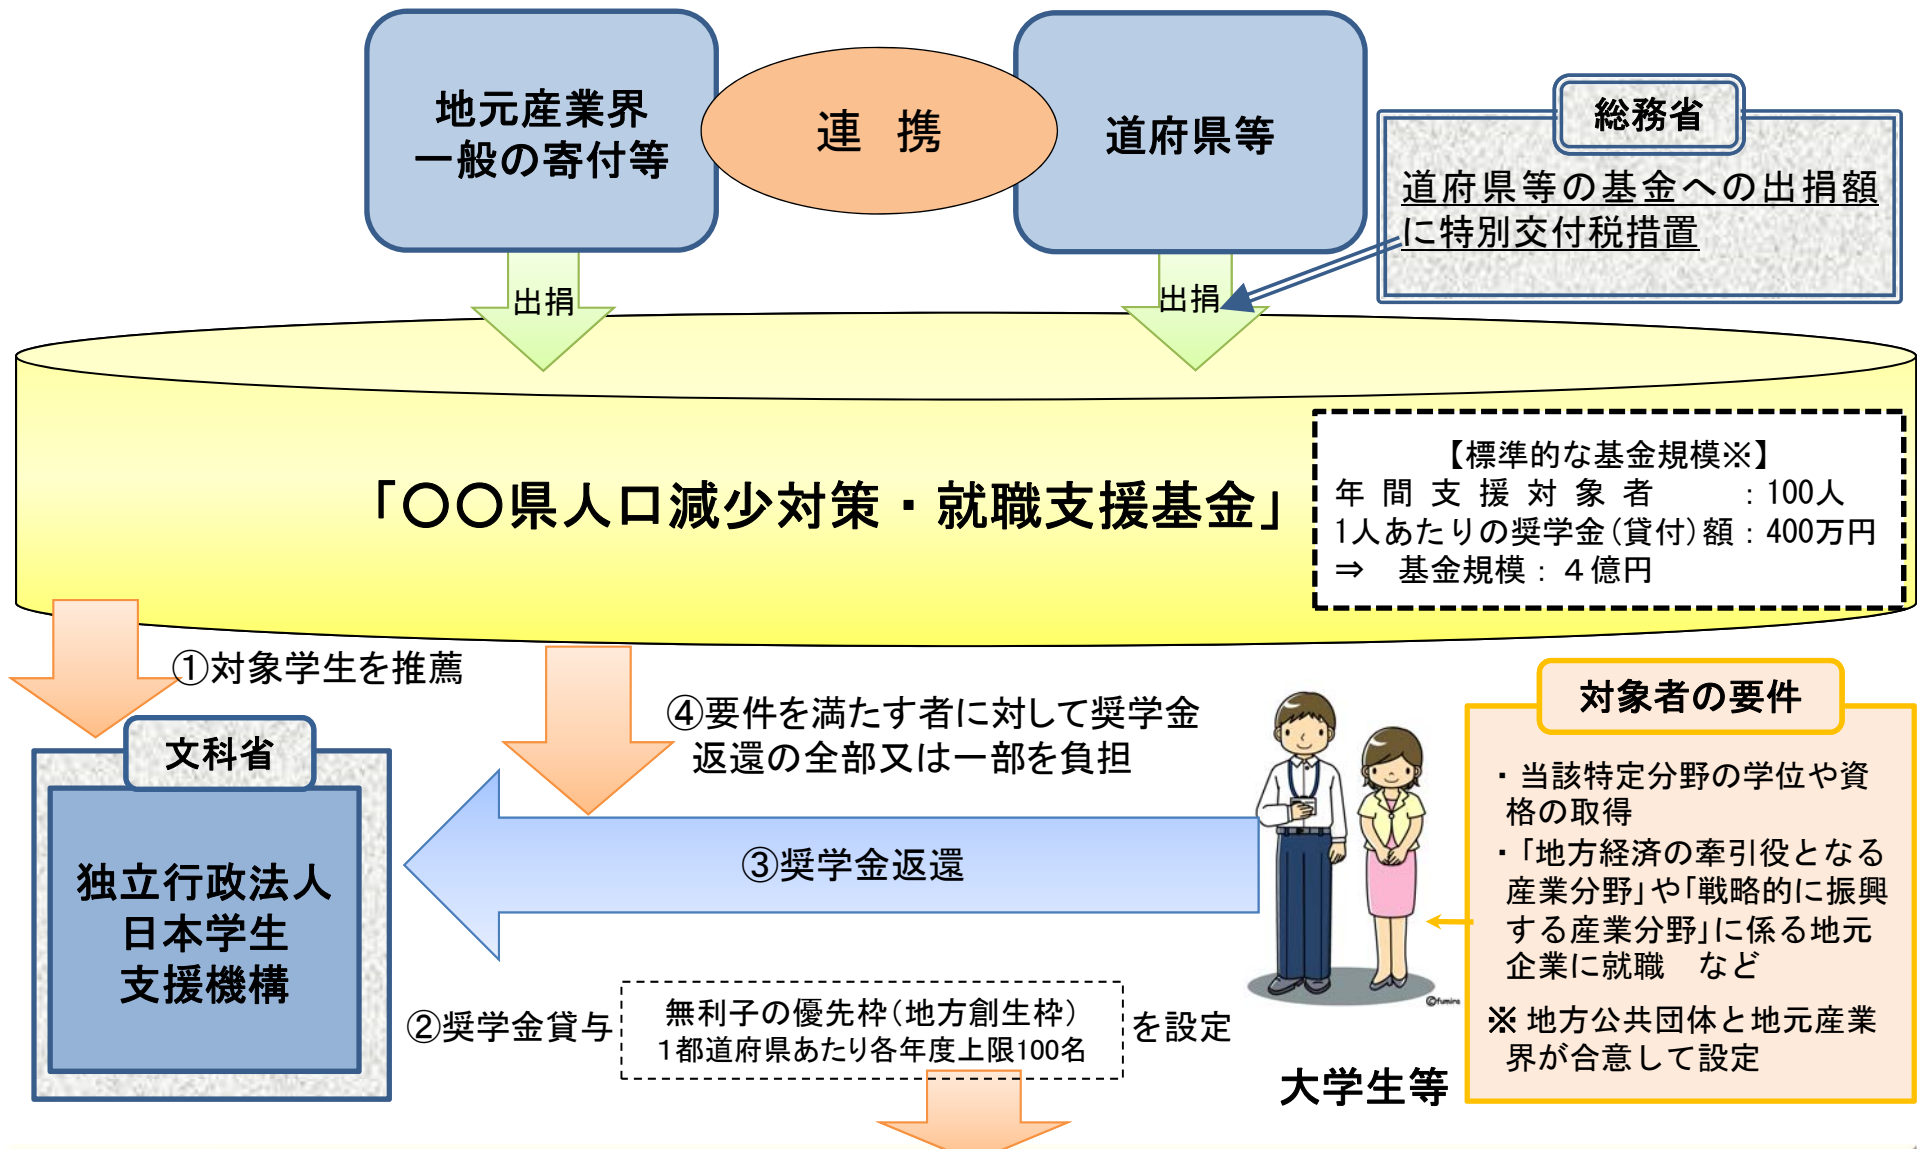 地元産業界
一般の寄付等
連 携
道府県等
総務省
道府県等の基金への出捐額
に特別交付税措置
出捐
出捐
「〇〇県人口減少対策・就職支援基金」
【標準的な基金規模※】
年間支援対象者 ：100人
1人あたりの奨学金（貸付）額：400万円
⇒ 基金規模：４億円
①対象学生を推薦
④要件を満たす者に対して奨学金
返還の全部又は一部を負担
対象者の要件
・当該特定分野の学位や資
格の取得
・「地方経済の牽引役となる
産業分野」や「戦略的に振興
する産業分野」に係る地元
企業に就職 など
※ 地方公共団体と地元産業
界が合意して設定
文科省
独立行政法人
日本学生
支援機構
③奨学金返還
②奨学金貸与
無利子の優先枠（地方創生枠）
１都道府県あたり各年度上限100名
を設定
©fumira
大学生等